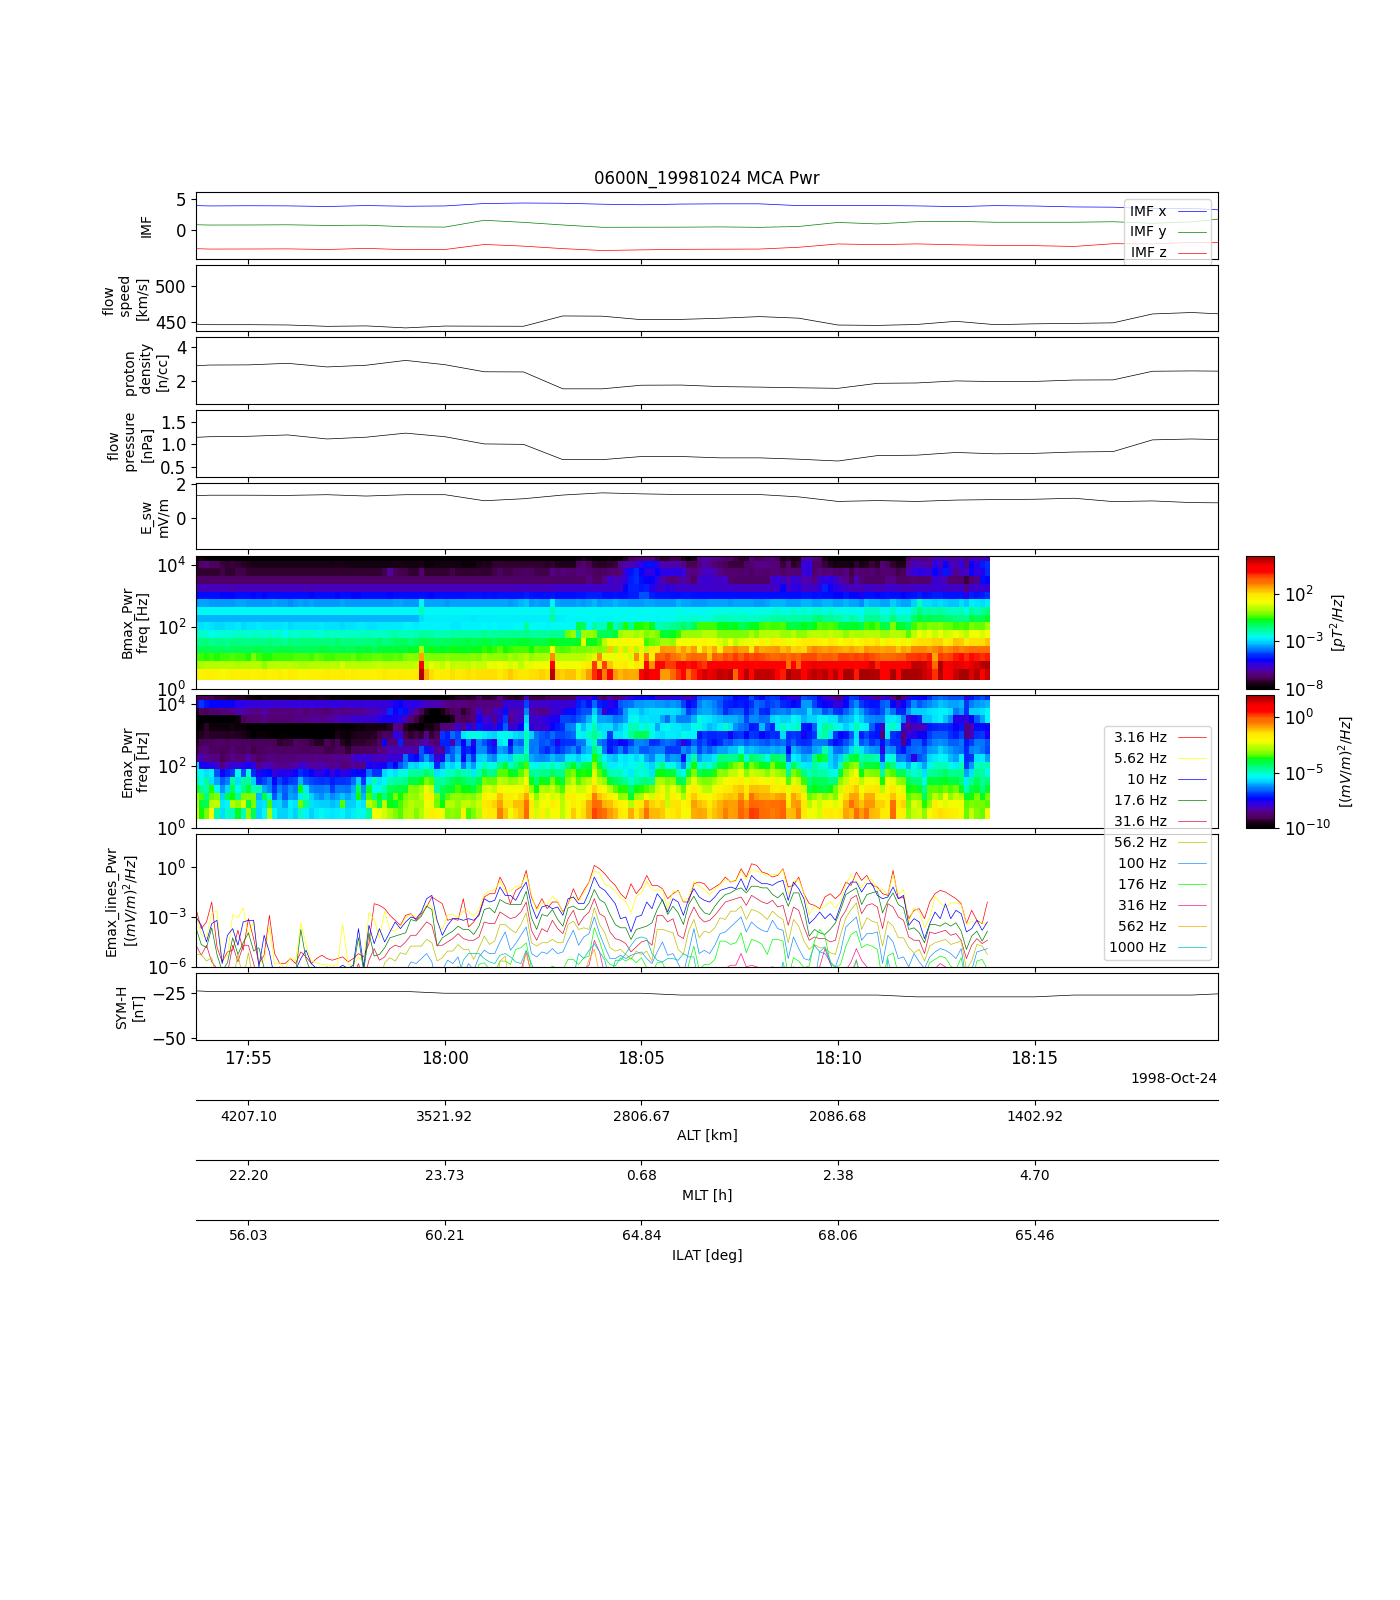 0600N_19981024 MCA Pwr
IMF
5
0
IMF x
IMF y
IMF z
flow
speed
[km/s]
500
450
proton
density
[n/cc]
4
2
flow
pressure
[nPa]
1.5
1.0
0.5
E_sw
mV/m
2
0
Bmax_Pwr
freq [Hz]
10^4
10^2
10^0
10^2
10^−3
10^−8
[pT^2/Hz]
Emax_Pwr
freq [Hz]
10^4
10^2
10^0
10^0
10^−5
10^−10
[(mV/m)^2/Hz]
3.16 Hz
5.62 Hz
10 Hz
17.6 Hz
31.6 Hz
56.2 Hz
100 Hz
176 Hz
316 Hz
562 Hz
1000 Hz
Emax_lines_Pwr
[(mV/m)^2/Hz]
10^0
10^−3
10^−6
SYM-H
[nT]
−25
−50
17:55 18:00 18:05 18:10 18:15
1998-Oct-24
4207.10 3521.92 2806.67 2086.68 1402.92
ALT [km]
22.20 23.73 0.68 2.38 4.70
MLT [h]
56.03 60.21 64.84 68.06 65.46
ILAT [deg]